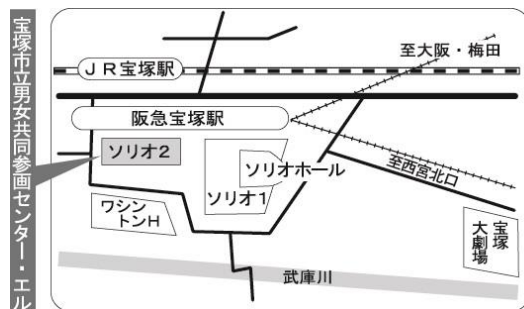 宝塚市立男女共同参画センター・エル
JR宝塚駅
至大阪・梅田
阪急宝塚駅
ソリオ2
ソリオホール
ソリオ1
至西宮北口
ワシン
トンH
宝塚
大劇場
武庫川